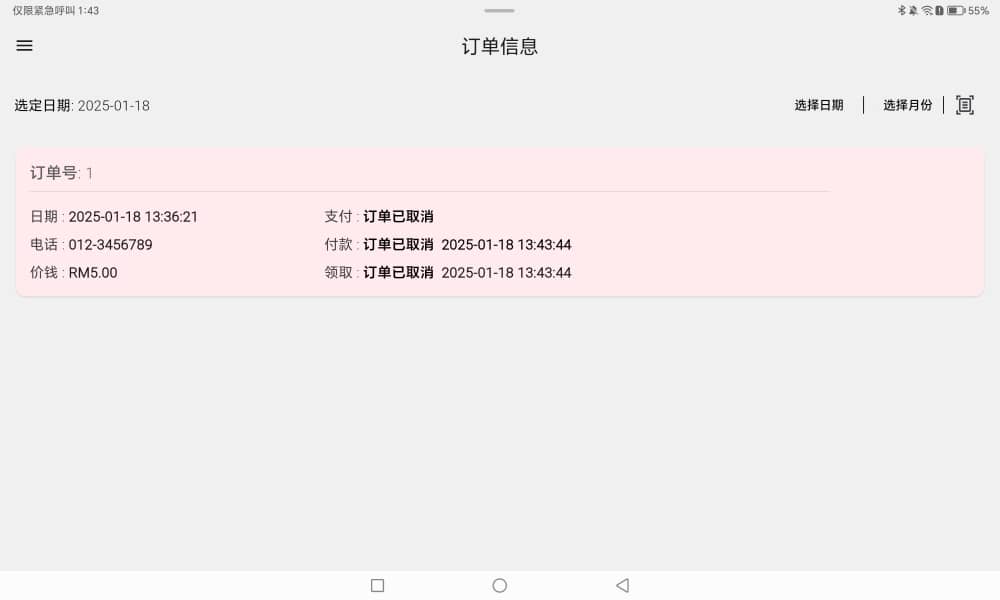 仅限紧急呼叫 1:43
55%
订单信息
选定日期: 2025-01-18
选择日期
选择月份
订单号: 1
日期 : 2025-01-18 13:36:21
支付 : 订单已取消
电话 : 012-3456789
付款 : 订单已取消 2025-01-18 13:43:44
价钱 : RM5.00
领取 : 订单已取消 2025-01-18 13:43:44